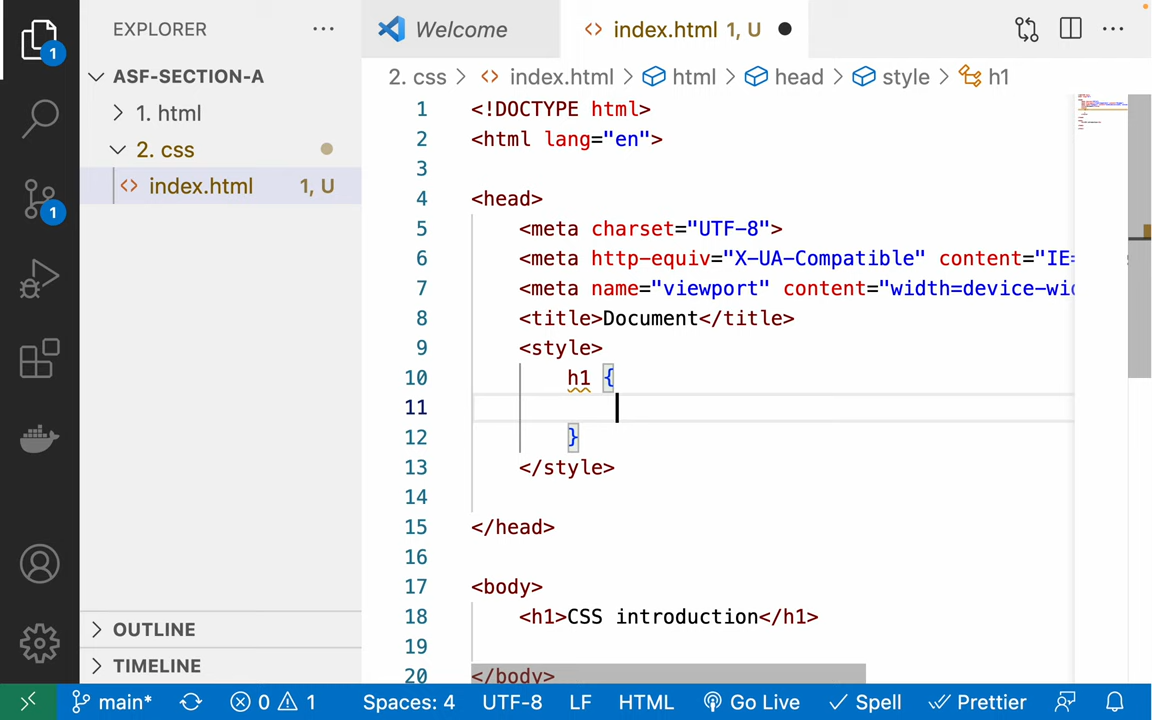 EXPLORER
ASF-SECTION-A
1. html
2. css
index.html 1, U
OUTLINE
TIMELINE
1
1
Welcome
index.html 1, U
2. css > index.html > html > head > style > h1
1 <!DOCTYPE html>
2 <html lang="en">
3
4 <head>
5 <meta charset="UTF-8">
6 <meta http-equiv="X-UA-Compatible" content="IE=
7 <meta name="viewport" content="width=device-wid
8 <title>Document</title>
9 <style>
10 h1 {
11
12 }
13 </style>
14
15 </head>
16
17 <body>
18 <h1>CSS introduction</h1>
19
20 </body>
main* 0 1 Spaces: 4 UTF-8 LF HTML Go Live Spell Prettier